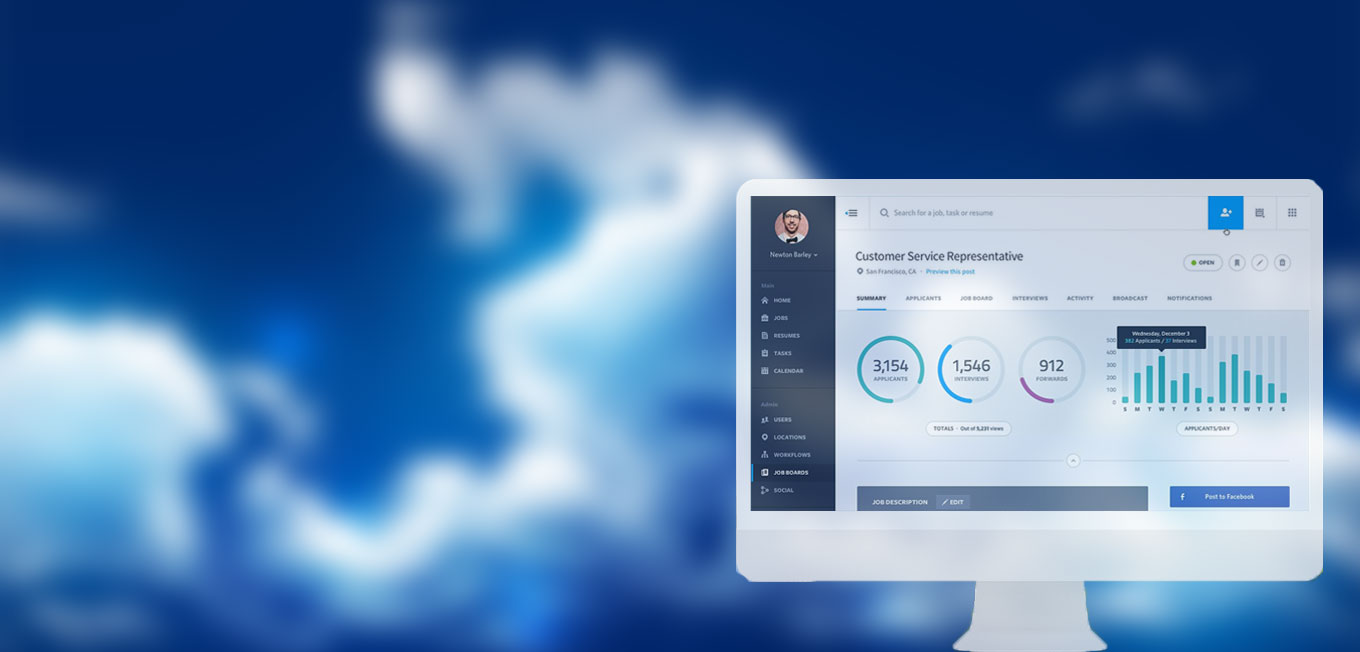 Newton Barley
Main
HOME
JOBS
RESUMES
TASKS
CALENDAR
Admin
USERS
LOCATIONS
WORKFLOWS
JOB BOARDS
SOCIAL
Search for a job, task or resume
Customer Service Representative
San Francisco, CA · Preview this post
OPEN
SUMMARY APPLICANTS JOB BOARD INTERVIEWS ACTIVITY BROADCAST NOTIFICATIONS
3,154
APPLICANTS
1,546
INTERVIEWS
912
FORWARDS
TOTALS · Out of 9,231 views
Wednesday, December 3
382 Applicants / 37 Interviews
500
400
300
200
100
0
S M T W T F S S M T W T F S
APPLICANTS/DAY
JOB DESCRIPTION EDIT
f Post to Facebook